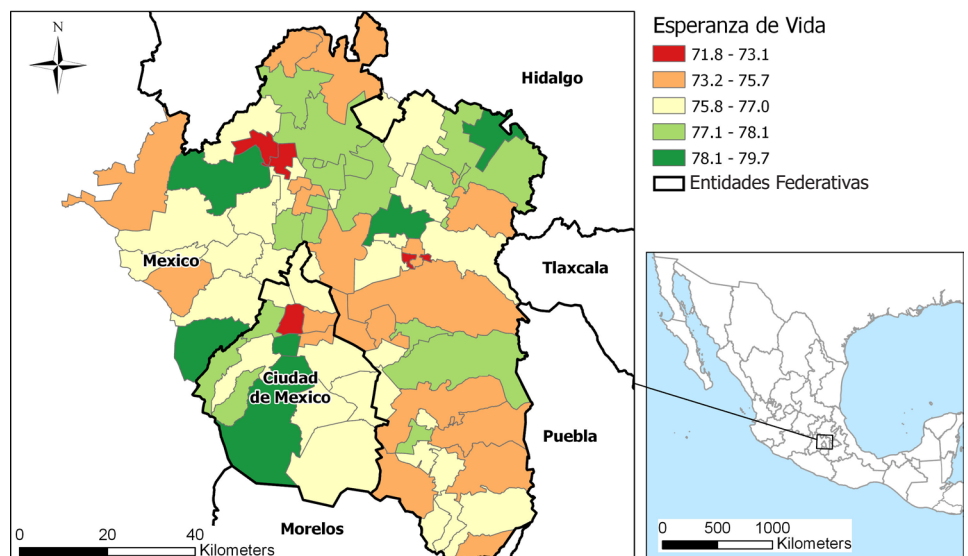 N
Hidalgo
Mexico
Tlaxcala
Ciudad
de Mexico
Puebla
Morelos
0 20 40
Kilometers
Esperanza de Vida
71.8 - 73.1
73.2 - 75.7
75.8 - 77.0
77.1 - 78.1
78.1 - 79.7
Entidades Federativas
0 500 1000
Kilometers